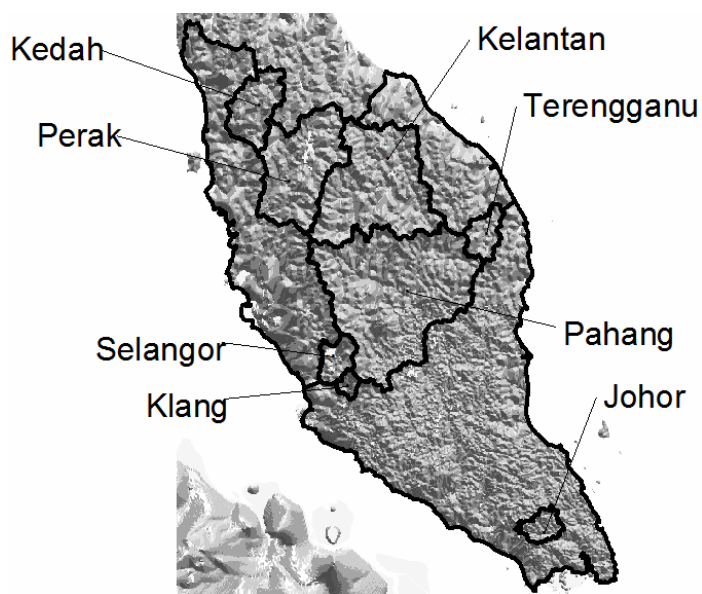 Kelantan
Kedah
Terengganu
Perak
Pahang
Selangor
Johor
Klang